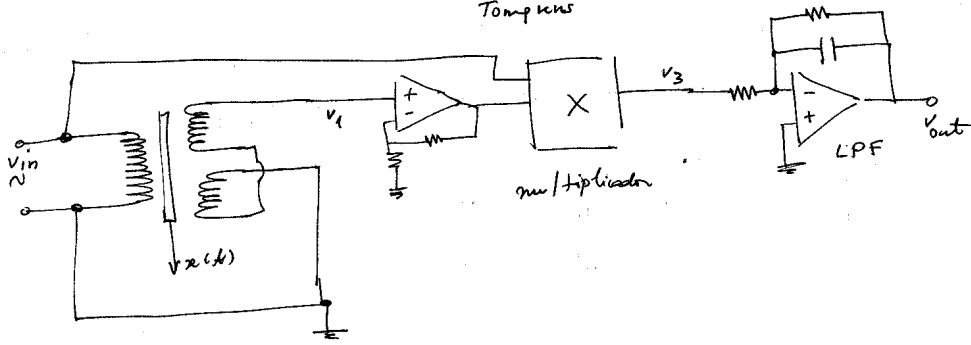 Tompkins
v1
+
-
X
v3
-
+
vin
~
vout
LPF
multiplicador
x(t)